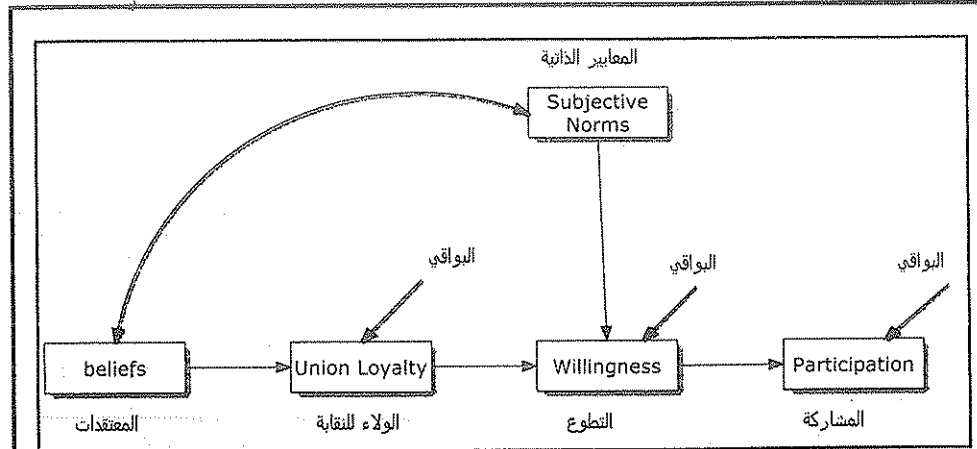 المعايير الذاتية
Subjective
Norms
البواقي
البواقي
البواقي
beliefs
Union Loyalty
Willingness
Participation
المعتقدات
الولاء للنقابة
التطوع
المشاركة